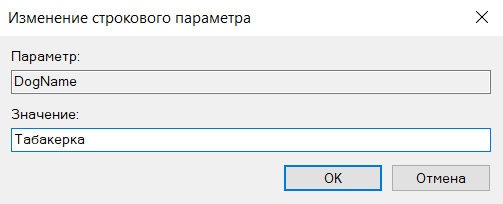 Изменение строкового параметра
Параметр:
DogName
Значение:
Табакерка
OK
Отмена